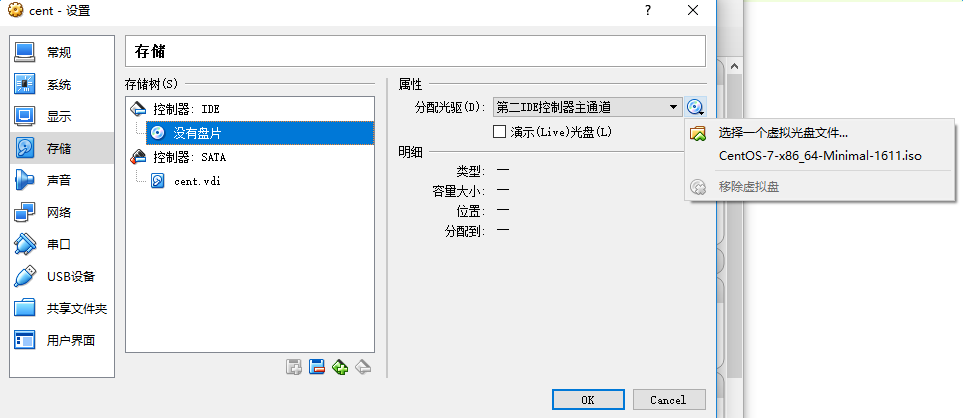 cent - 设置
?
常规
系统
显示
存储
声音
网络
串口
USB设备
共享文件夹
用户界面
存储
存储树(S)
控制器: IDE
没有盘片
控制器: SATA
cent.vdi
属性
分配光驱(D): 第二IDE控制器主通道
演示(Live)光盘(L)
明细
类型: —
容量大小: —
位置: —
分配到: —
选择一个虚拟光盘文件...
CentOS-7-x86_64-Minimal-1611.iso
移除虚拟盘
OK
Cancel